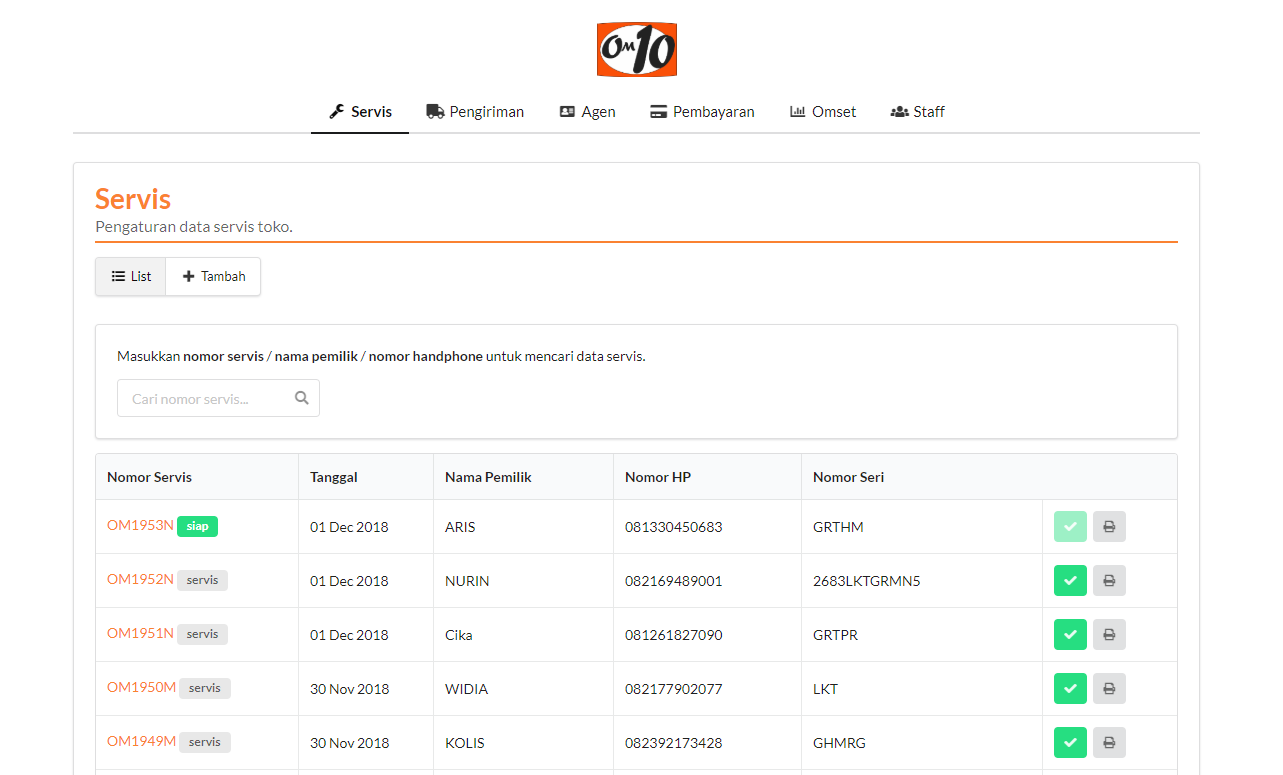 OM10
Servis Pengiriman Agen Pembayaran Omset Staff
Servis
Pengaturan data servis toko.
List Tambah
Masukkan nomor servis / nama pemilik / nomor handphone untuk mencari data servis.
Cari nomor servis...
Nomor Servis Tanggal Nama Pemilik Nomor HP Nomor Seri
OM1953N siap 01 Dec 2018 ARIS 081330450683 GRTHM
OM1952N servis 01 Dec 2018 NURIN 082169489001 2683LKTGRMN5
OM1951N servis 01 Dec 2018 Cika 081261827090 GRTPR
OM1950M servis 30 Nov 2018 WIDIA 082177902077 LKT
OM1949M servis 30 Nov 2018 KOLIS 082392173428 GHMRG